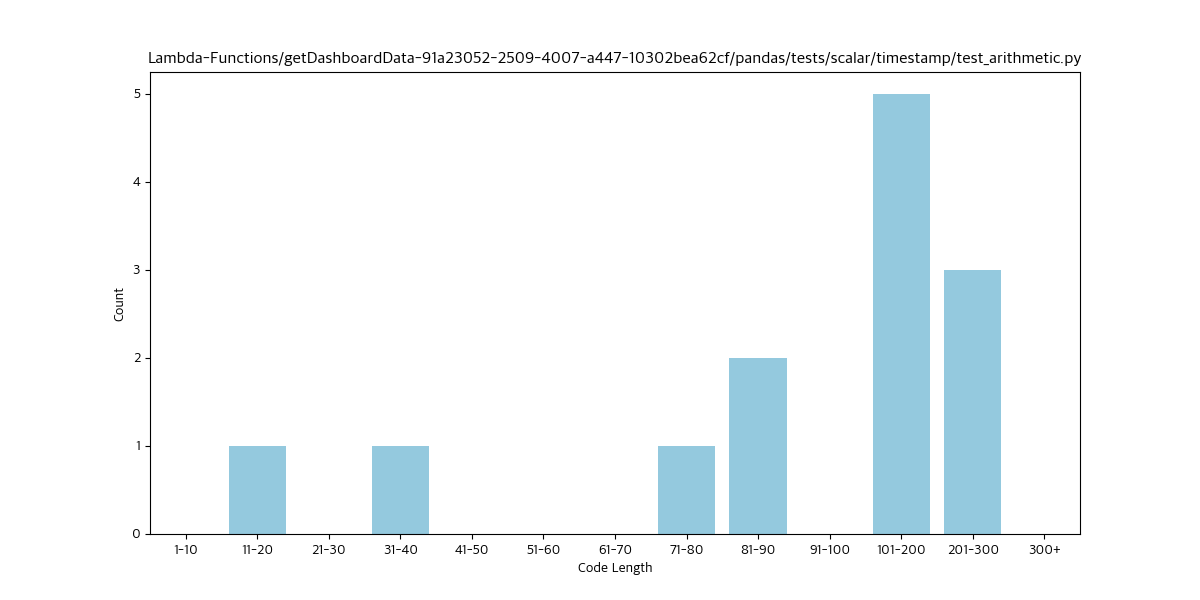 Lambda-Functions/getDashboardData-91a23052-2509-4007-a447-10302bea62cf/pandas/tests/scalar/timestamp/test_arithmetic.py
5
4
3
2
1
0
Count
1-10 11-20 21-30 31-40 41-50 51-60 61-70 71-80 81-90 91-100 101-200 201-300 300+
Code Length